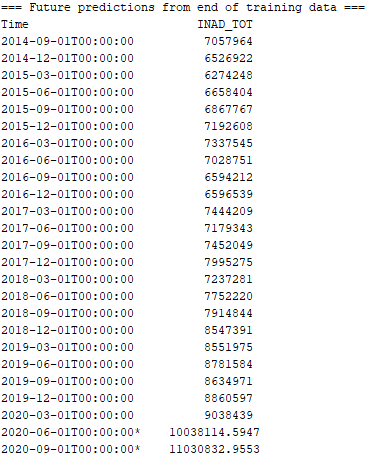 === Future predictions from end of training data ===
Time INAD_TOT
2014-09-01T00:00:00 7057964
2014-12-01T00:00:00 6526922
2015-03-01T00:00:00 6274248
2015-06-01T00:00:00 6658404
2015-09-01T00:00:00 6867767
2015-12-01T00:00:00 7192608
2016-03-01T00:00:00 7337545
2016-06-01T00:00:00 7028751
2016-09-01T00:00:00 6594212
2016-12-01T00:00:00 6596539
2017-03-01T00:00:00 7444209
2017-06-01T00:00:00 7179343
2017-09-01T00:00:00 7452049
2017-12-01T00:00:00 7995275
2018-03-01T00:00:00 7237281
2018-06-01T00:00:00 7752220
2018-09-01T00:00:00 7914844
2018-12-01T00:00:00 8547391
2019-03-01T00:00:00 8551975
2019-06-01T00:00:00 8781584
2019-09-01T00:00:00 8634971
2019-12-01T00:00:00 8860597
2020-03-01T00:00:00 9038439
2020-06-01T00:00:00* 10038114.5947
2020-09-01T00:00:00* 11030832.9553